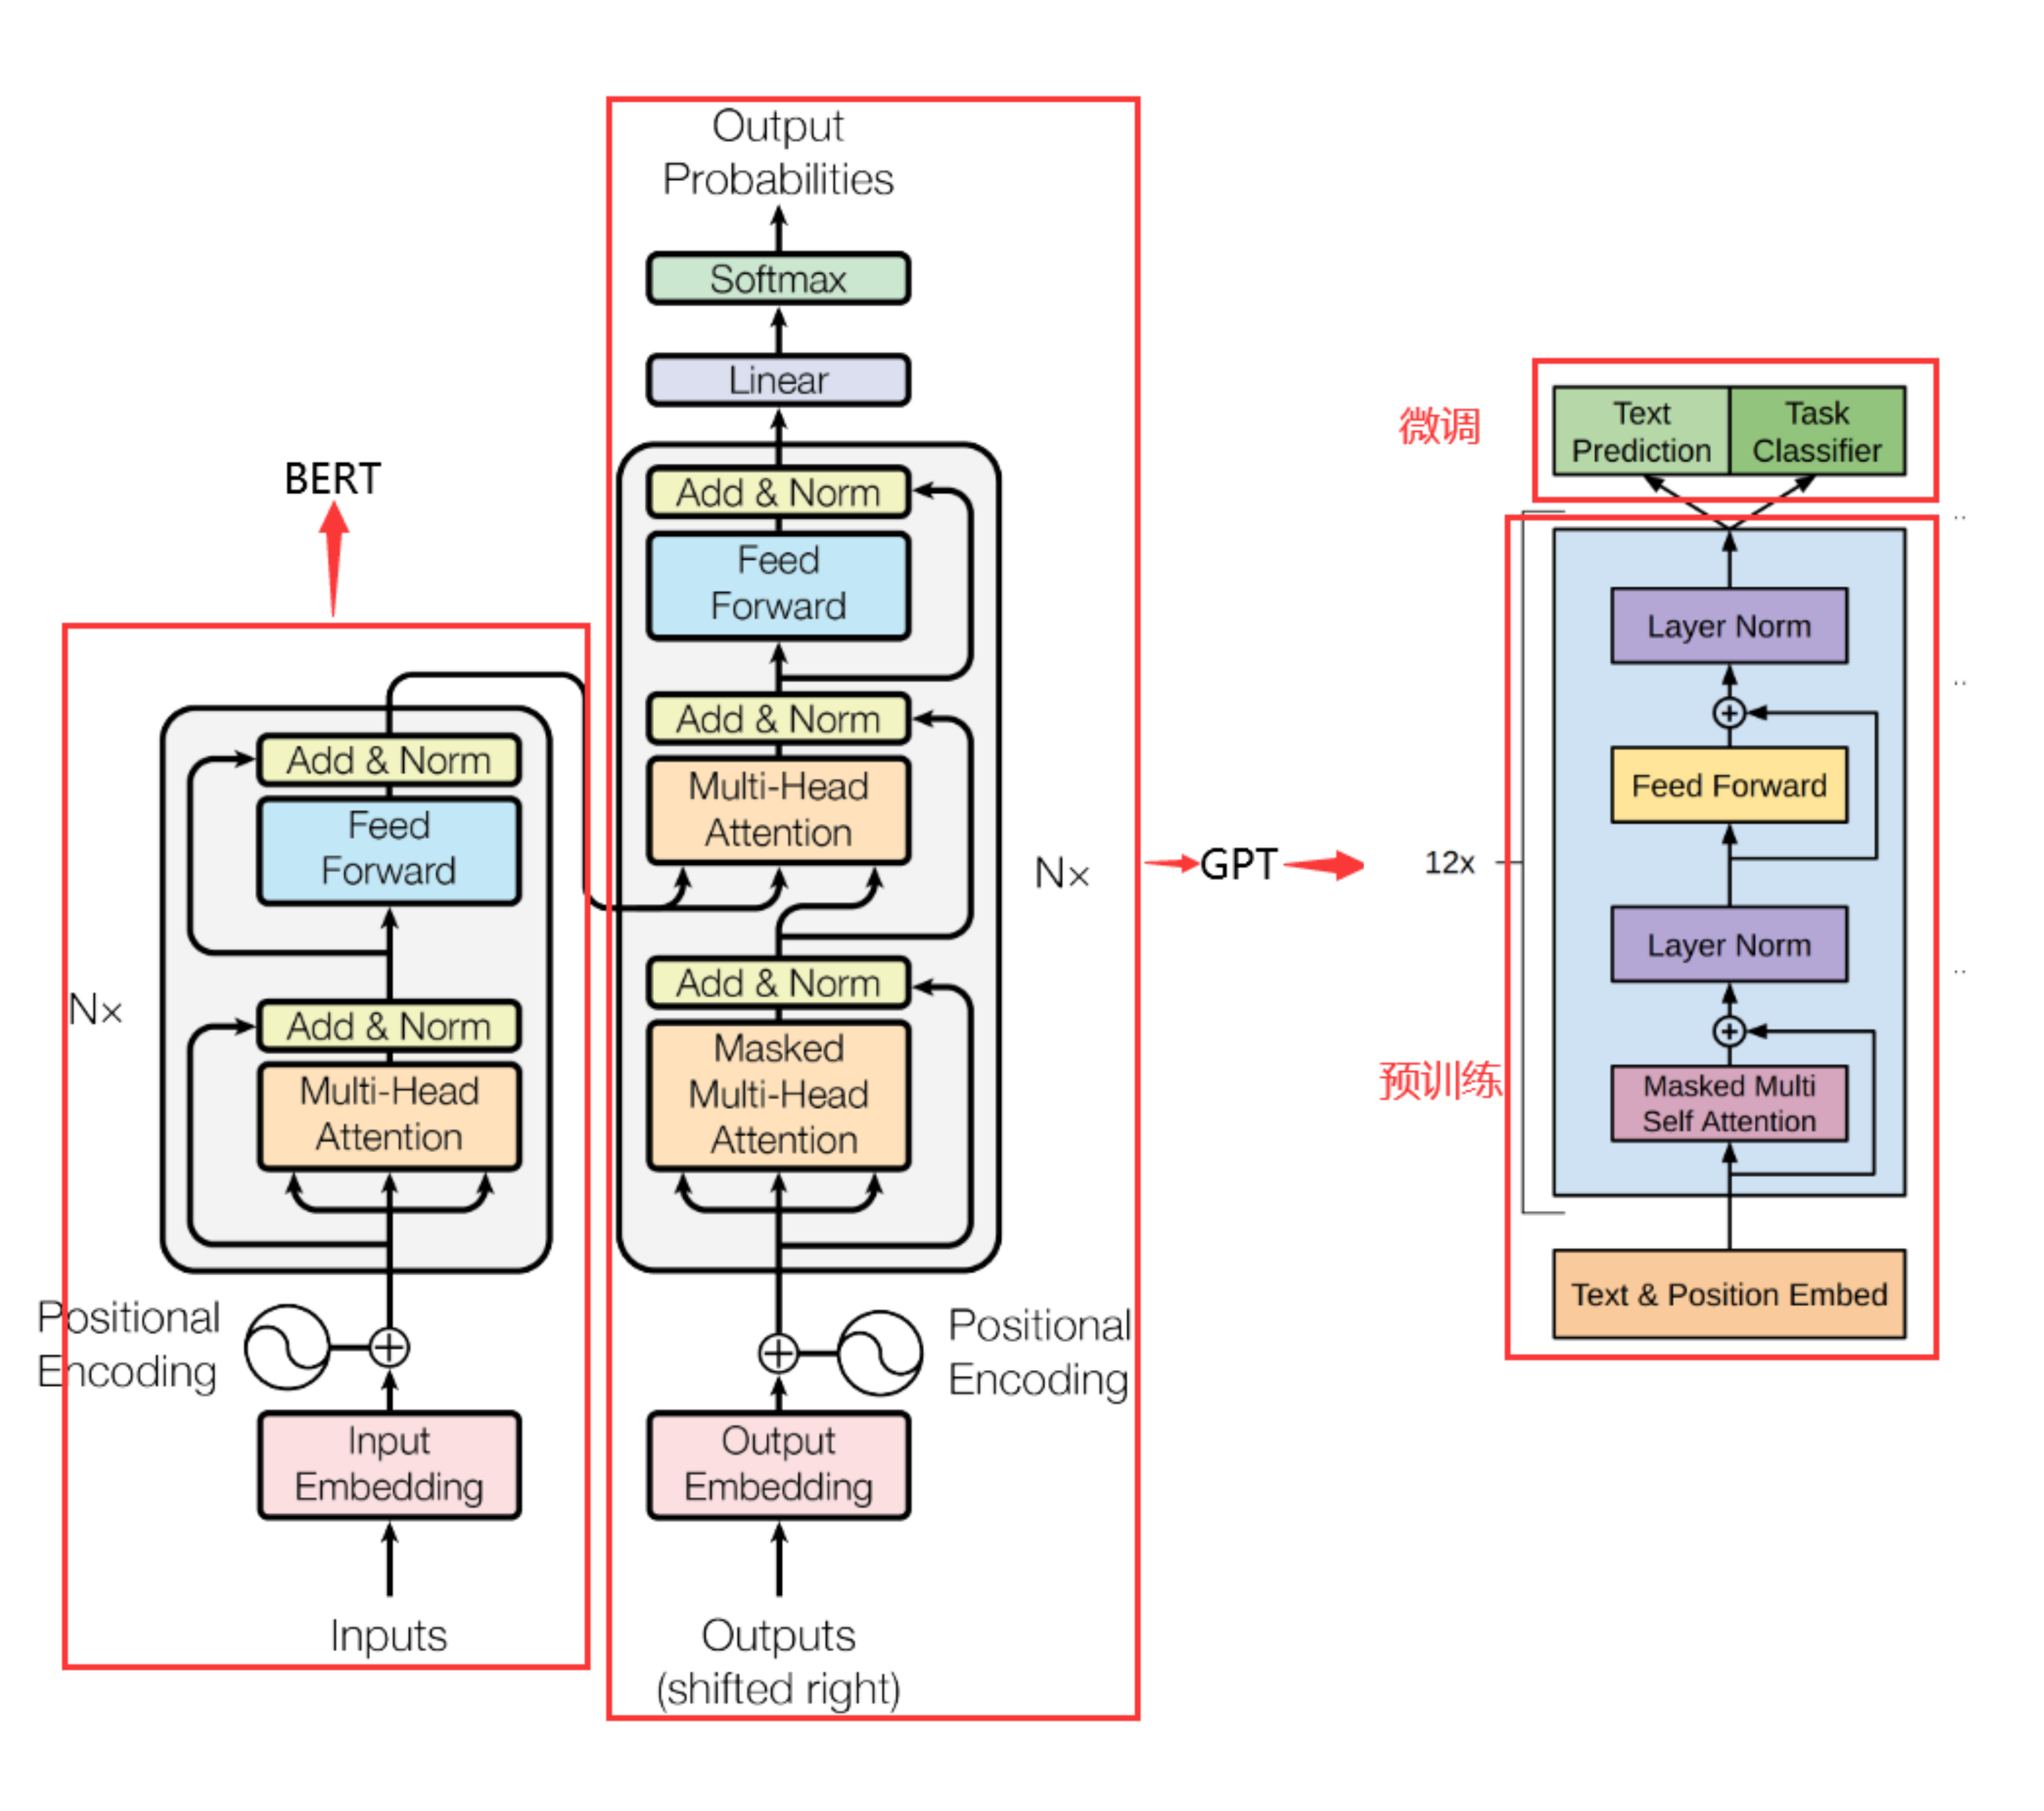 BERT
Add & Norm
Feed
Forward
Add & Norm
Multi-Head
Attention
N×
Positional
Encoding
Input
Embedding
Inputs
Output
Probabilities
Softmax
Linear
Add & Norm
Feed
Forward
Add & Norm
Multi-Head
Attention
Add & Norm
Masked
Multi-Head
Attention
N×
Positional
Encoding
Output
Embedding
Outputs
(shifted right)
GPT
微调
Text
Prediction
Task
Classifier
12x
Layer Norm
Feed Forward
Layer Norm
预训练
Masked Multi
Self Attention
Text & Position Embed